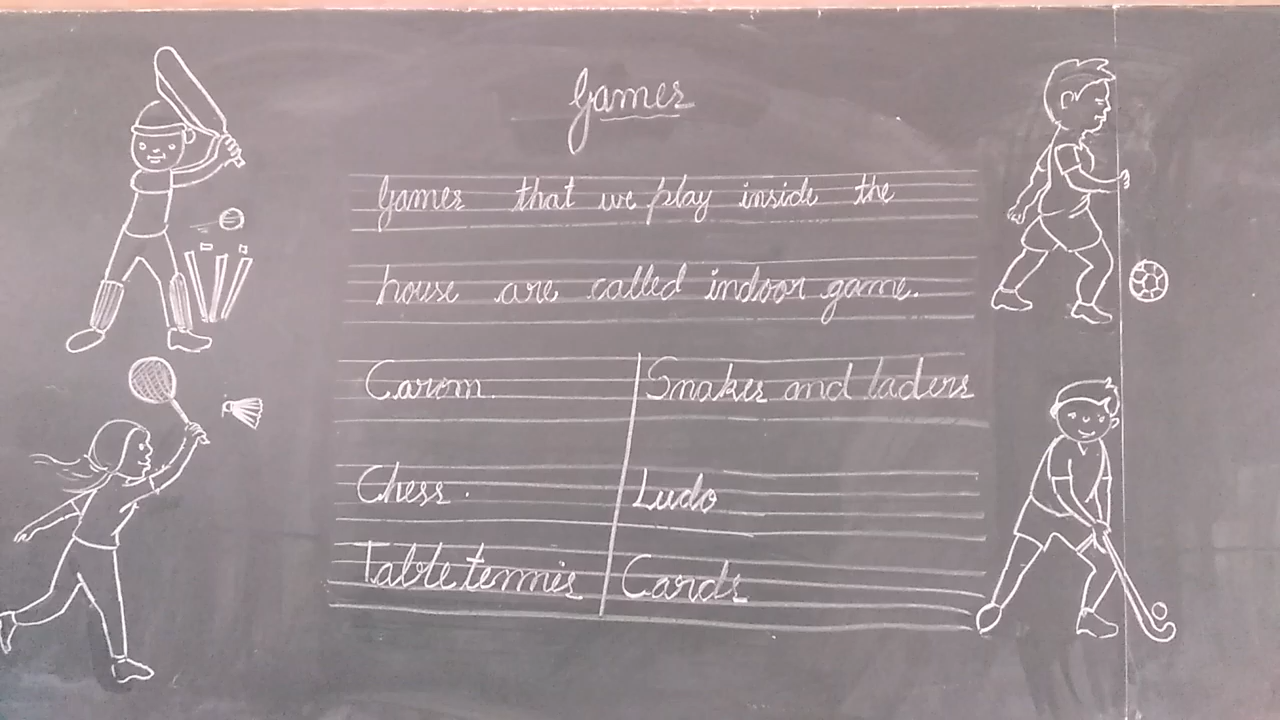 Games
Games that we play inside the
house are called indoor game.
Carom. Snakes and laders
Chess. Ludo
Table tennis Cards